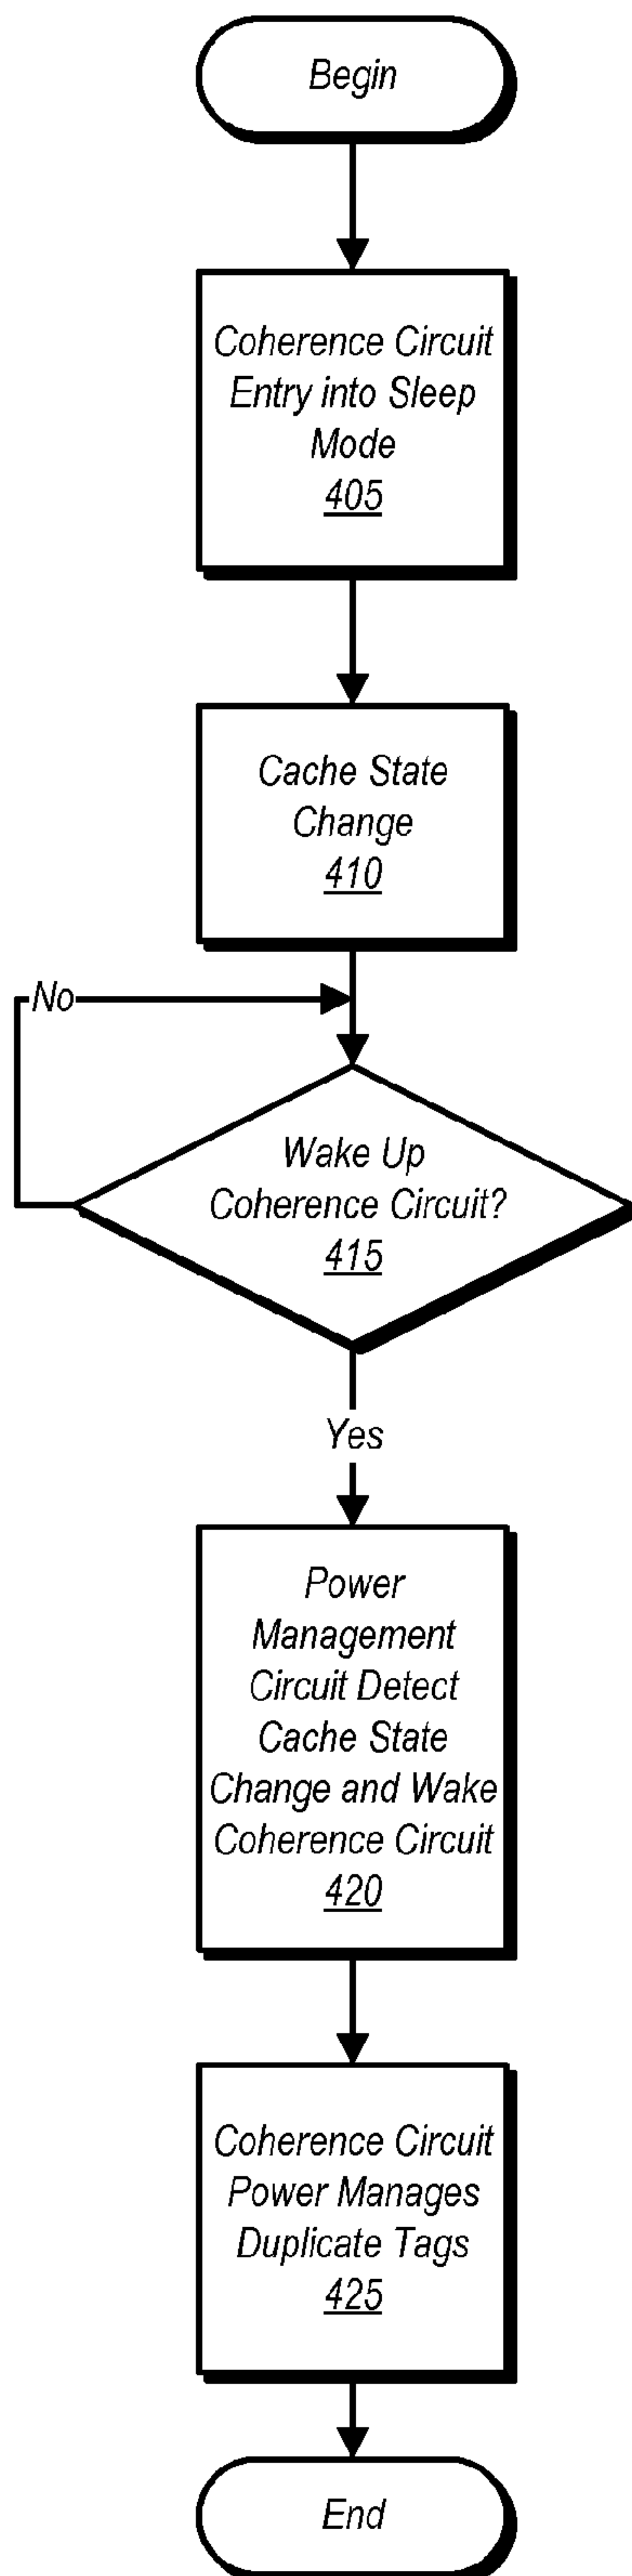 Begin
Coherence Circuit
Entry into Sleep
Mode
405
Cache State
Change
410
No
Wake Up
Coherence Circuit?
415
Yes
Power
Management
Circuit Detect
Cache State
Change and Wake
Coherence Circuit
420
Coherence Circuit
Power Manages
Duplicate Tags
425
End